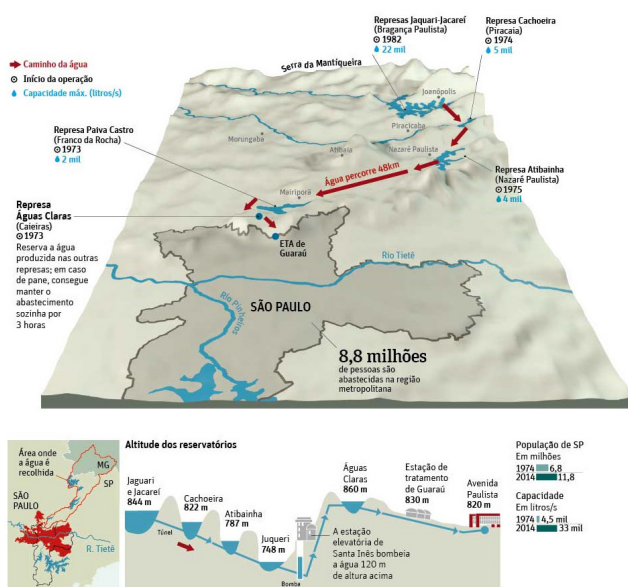 Caminho da água
Início da operação
Capacidade máx. (litros/s)
Serra da Mantiqueira
Represas Jaquari-Jacareí
(Bragança Paulista)
1982
22 mil
Represa Cachoeira
(Piracaia)
1974
5 mil
Joanópolis
Piracicaba
Morungaba
Atibaia
Nazaré Paulista
Represa Paiva Castro
(Franco da Rocha)
1973
2 mil
Água percorre 48km
Represa Atibainha
(Nazaré Paulista)
1975
4 mil
Mairiporã
Represa
Águas Claras
(Caieiras)
1973
Reserva a água
produzida nas outras
represas; em caso
de pane, consegue
manter o
abastecimento
sozinha por
3 horas
ETA de
Guaraú
Rio Tietê
Rio Pinheiros
SÃO PAULO
8,8 milhões
de pessoas são
abastecidas na região
metropolitana
Área onde
a água é
recolhida
MG
SP
SÃO
PAULO
R. Tietê
Altitude dos reservatórios
Jaguari
e Jacareí
844 m
Túnel
Cachoeira
822 m
Atibainha
787 m
Juqueri
748 m
Bomba
A estação
elevatória de
Santa Inês bombeia
a água 120 m
de altura acima
Águas
Claras
860 m
Estação de
tratamento
de Guaraú
830 m
Avenida
Paulista
820 m
População de SP
Em milhões
1974 6,8
2014 11,8
Capacidade
Em litros/s
1974 4,5 mil
2014 33 mil